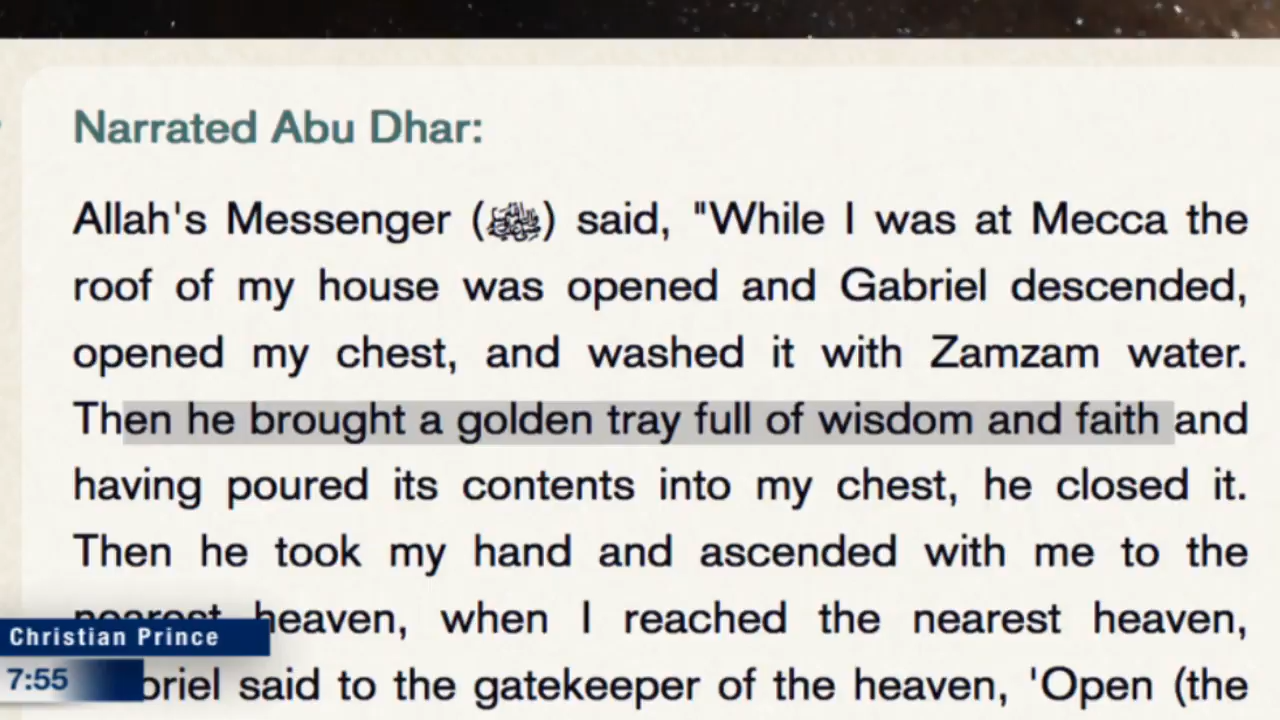 Narrated Abu Dhar:
Allah's Messenger (ﷺ) said, "While I was at Mecca the
roof of my house was opened and Gabriel descended,
opened my chest, and washed it with Zamzam water.
Then he brought a golden tray full of wisdom and faith and
having poured its contents into my chest, he closed it.
Then he took my hand and ascended with me to the
nearest heaven, when I reached the nearest heaven,
Christian Prince
7:55
briel said to the gatekeeper of the heaven, 'Open (the